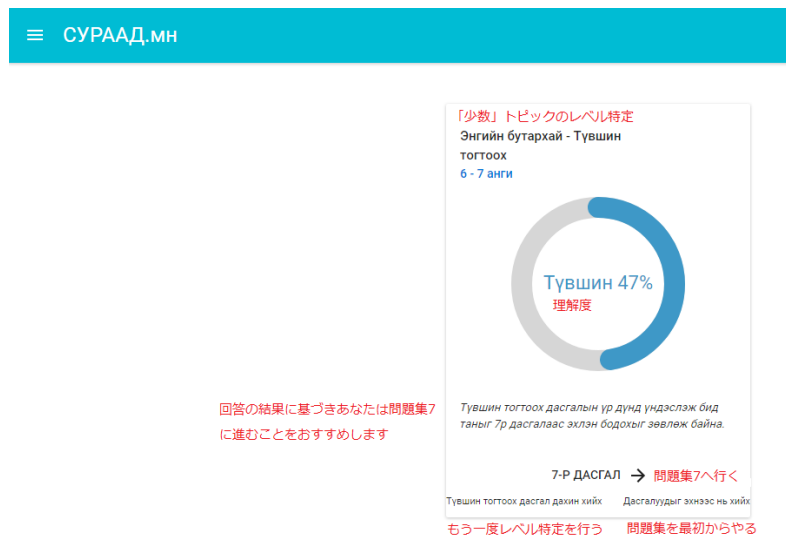 СУРААД.мн
「少数」トピックのレベル特定
Энгийн бутархай - Түвшин
тогтоох
6 - 7 анги
Түвшин 47%
理解度
回答の結果に基づきあなたは問題集7
に進むことをおすすめします
Түвшин тогтоох дасгалын үр дүнд үндэслэж бид
таныг 7р дасгалаас эхлэн бодохыг зөвлөж байна.
7-Р ДАСГАЛ → 問題集7へ行く
Түвшин тогтоох дасгал дахин хийх Дасгалуудыг эхнээс нь хийх
もう一度レベル特定を行う 問題集を最初からやる